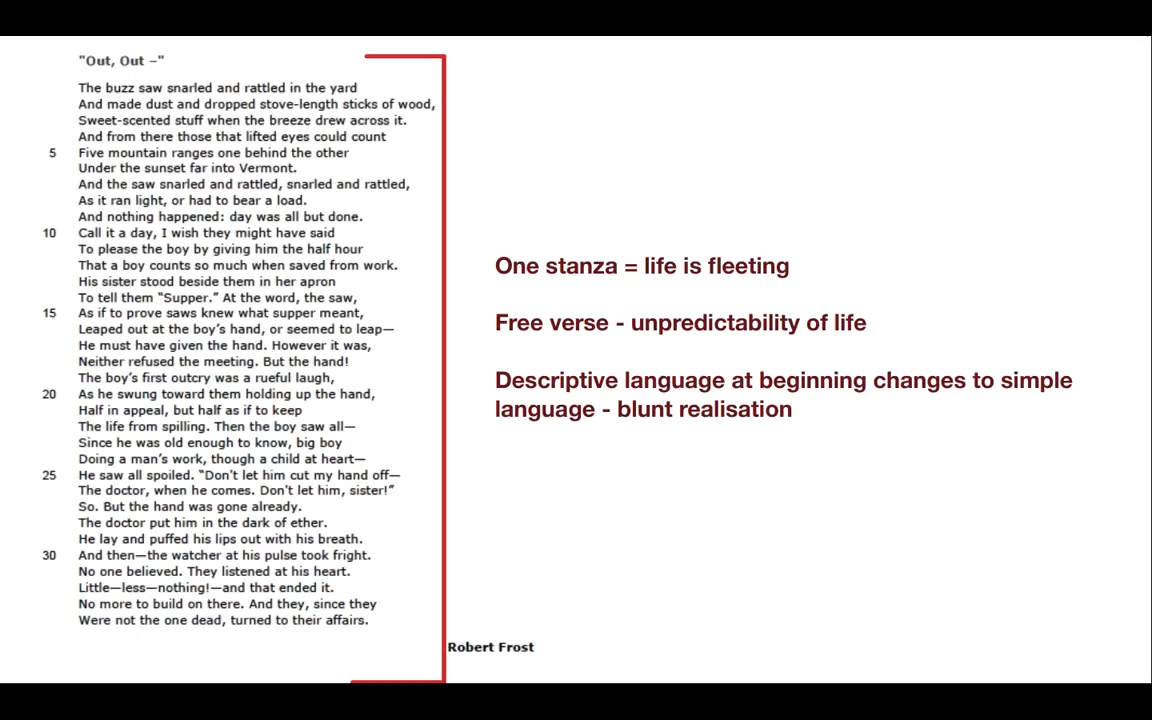 "Out, Out –"
The buzz saw snarled and rattled in the yard
And made dust and dropped stove-length sticks of wood,
Sweet-scented stuff when the breeze drew across it.
And from there those that lifted eyes could count
5 Five mountain ranges one behind the other
Under the sunset far into Vermont.
And the saw snarled and rattled, snarled and rattled,
As it ran light, or had to bear a load.
And nothing happened: day was all but done.
10 Call it a day, I wish they might have said
To please the boy by giving him the half hour
That a boy counts so much when saved from work.
His sister stood beside them in her apron
To tell them “Supper.” At the word, the saw,
15 As if to prove saws knew what supper meant,
Leaped out at the boy’s hand, or seemed to leap—
He must have given the hand. However it was,
Neither refused the meeting. But the hand!
The boy’s first outcry was a rueful laugh,
20 As he swung toward them holding up the hand,
Half in appeal, but half as if to keep
The life from spilling. Then the boy saw all—
Since he was old enough to know, big boy
Doing a man’s work, though a child at heart—
25 He saw all spoiled. “Don't let him cut my hand off—
The doctor, when he comes. Don't let him, sister!”
So. But the hand was gone already.
The doctor put him in the dark of ether.
He lay and puffed his lips out with his breath.
30 And then—the watcher at his pulse took fright.
No one believed. They listened at his heart.
Little—less—nothing!—and that ended it.
No more to build on there. And they, since they
Were not the one dead, turned to their affairs.
Robert Frost
One stanza = life is fleeting
Free verse - unpredictability of life
Descriptive language at beginning changes to simple
language - blunt realisation